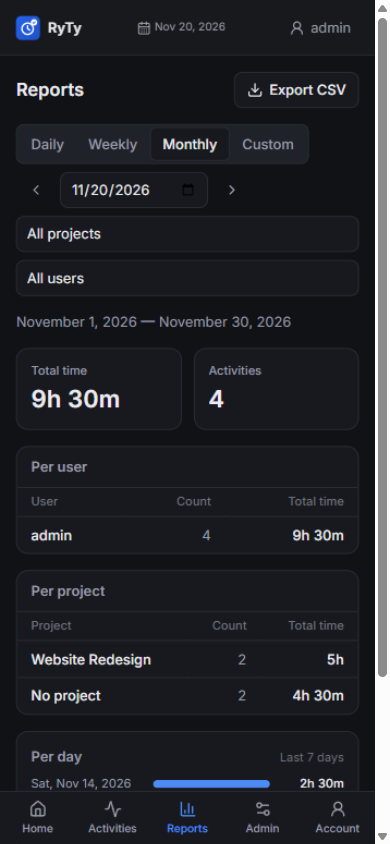 RyTy
Nov 20, 2026
admin
Reports
Export CSV
Daily Weekly Monthly Custom
11/20/2026
All projects
All users
November 1, 2026 — November 30, 2026
Total time
9h 30m
Activities
4
Per user
User Count Total time
admin 4 9h 30m
Per project
Project Count Total time
Website Redesign 2 5h
No project 2 4h 30m
Per day Last 7 days
Sat, Nov 14, 2026 2h 30m
Home Activities Reports Admin Account